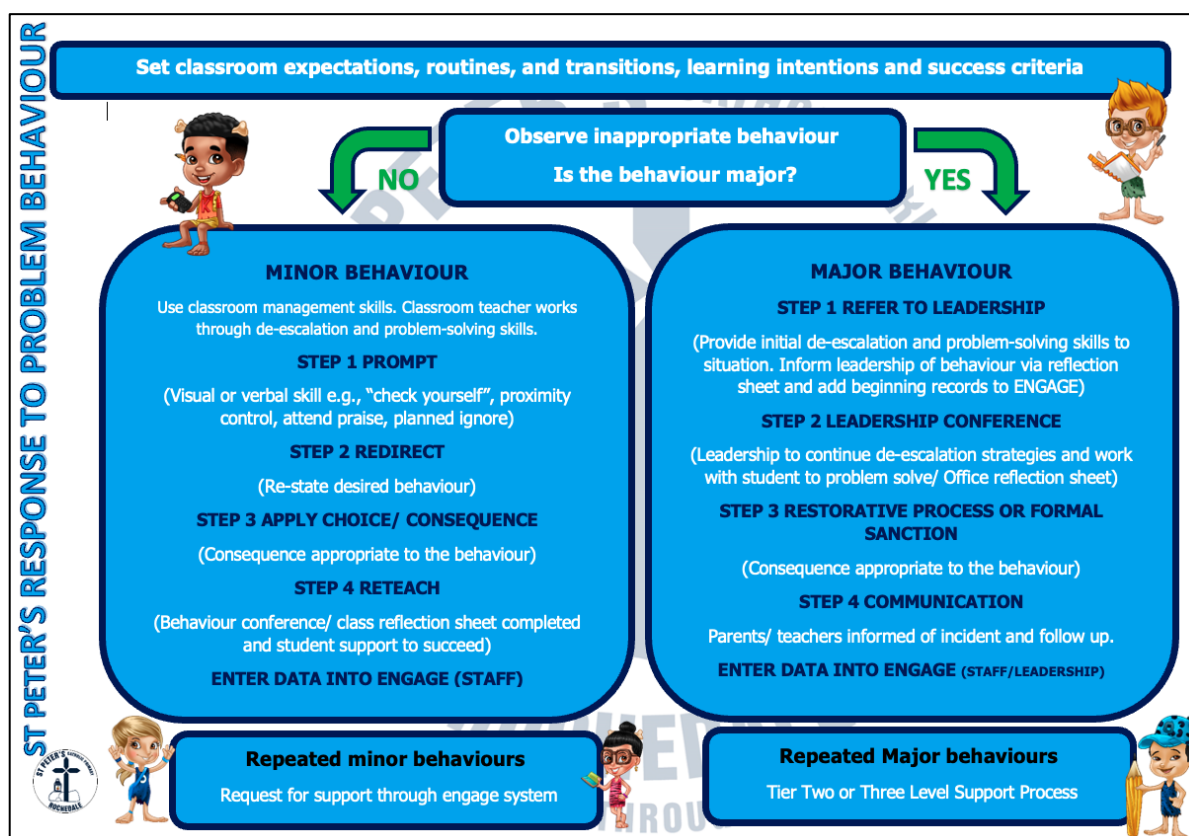 ST PETER'S RESPONSE TO PROBLEM BEHAVIOUR
Set classroom expectations, routines, and transitions, learning intentions and success criteria
Observe inappropriate behaviour
Is the behaviour major?
NO
YES
MINOR BEHAVIOUR
Use classroom management skills. Classroom teacher works
through de-escalation and problem-solving skills.
STEP 1 PROMPT
(Visual or verbal skill e.g., “check yourself”, proximity
control, attend praise, planned ignore)
STEP 2 REDIRECT
(Re-state desired behaviour)
STEP 3 APPLY CHOICE/ CONSEQUENCE
(Consequence appropriate to the behaviour)
STEP 4 RETEACH
(Behaviour conference/ class reflection sheet completed
and student support to succeed)
ENTER DATA INTO ENGAGE (STAFF)
MAJOR BEHAVIOUR
STEP 1 REFER TO LEADERSHIP
(Provide initial de-escalation and problem-solving skills to
situation. Inform leadership of behaviour via reflection
sheet and add beginning records to ENGAGE)
STEP 2 LEADERSHIP CONFERENCE
(Leadership to continue de-escalation strategies and work
with student to problem solve/ Office reflection sheet)
STEP 3 RESTORATIVE PROCESS OR FORMAL
SANCTION
(Consequence appropriate to the behaviour)
STEP 4 COMMUNICATION
Parents/ teachers informed of incident and follow up.
ENTER DATA INTO ENGAGE (STAFF/LEADERSHIP)
Repeated minor behaviours
Request for support through engage system
Repeated Major behaviours
Tier Two or Three Level Support Process
ST PETER'S CATHOLIC PRIMARY
ROCHEDALE